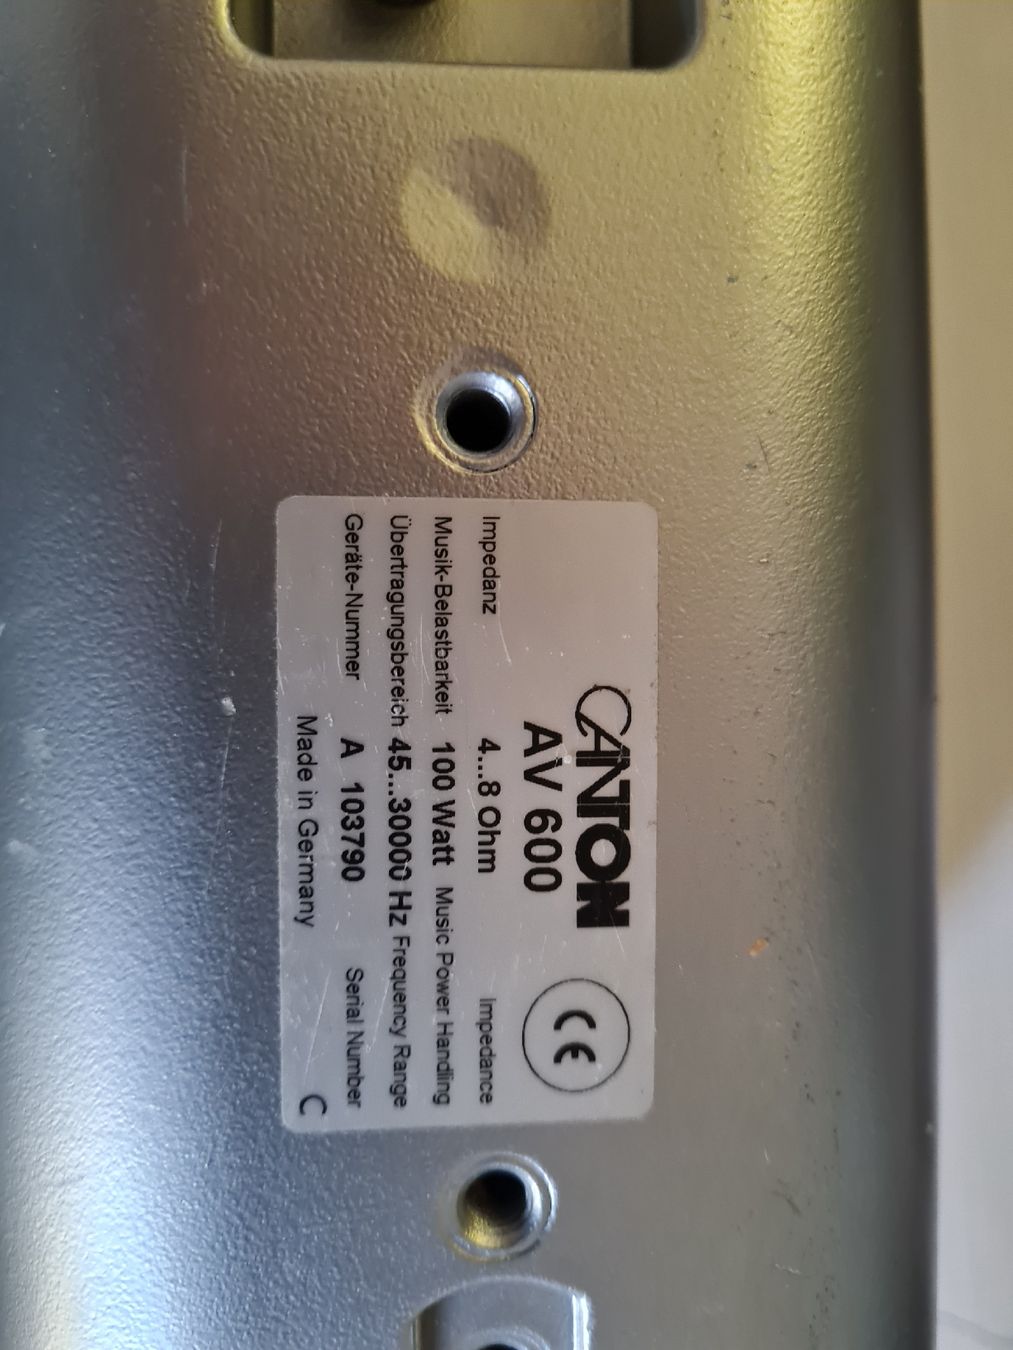 CANTON
AV 600
CE
Impedanz 4...8 Ohm Impedance
Musik-Belastbarkeit 100 Watt Music Power Handling
Übertragungsbereich 45...30000 Hz Frequency Range
Geräte-Nummer A 103790 Serial Number
Made in Germany C